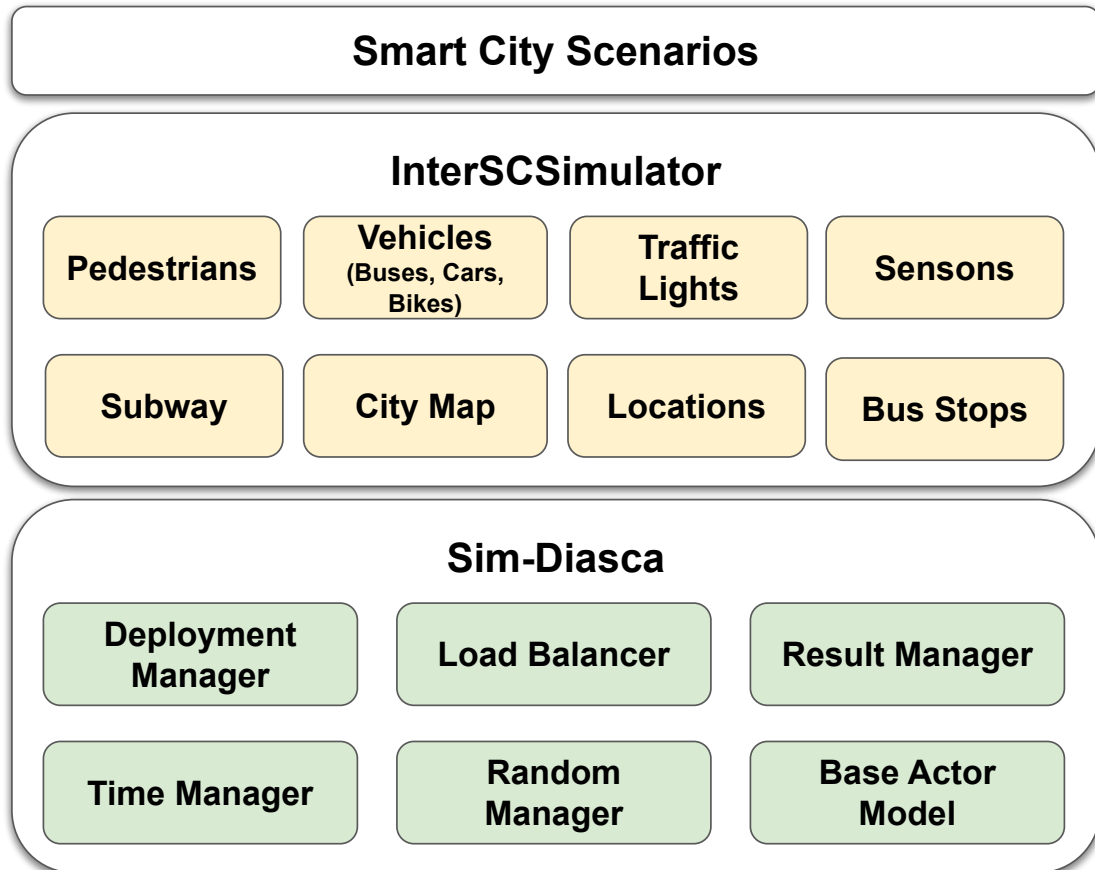 Smart City Scenarios
InterSCSimulator
Pedestrians
Vehicles
(Buses, Cars,
Bikes)
Traffic
Lights
Sensons
Subway
City Map
Locations
Bus Stops
Sim-Diasca
Deployment
Manager
Load Balancer
Result Manager
Time Manager
Random
Manager
Base Actor
Model